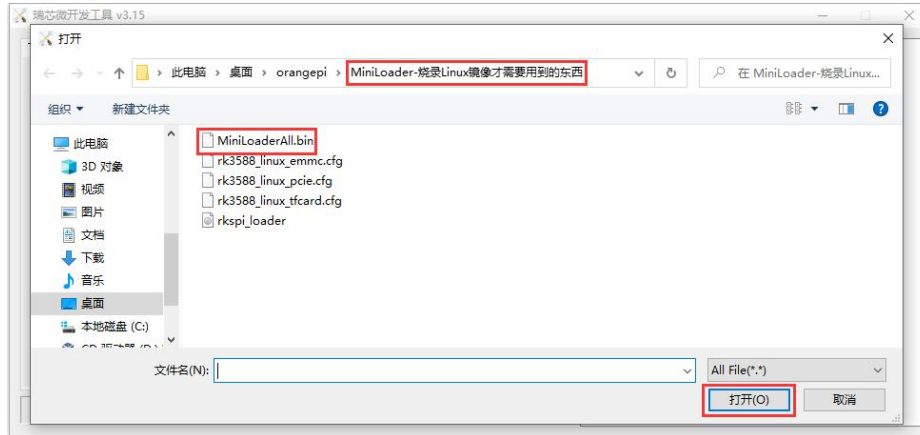 瑞芯微开发工具 v3.15
打开
此电脑 › 桌面 › orangepi › MiniLoader-烧录Linux镜像才需要用到的东西
在 MiniLoader-烧录Linux...
组织
新建文件夹
此电脑
3D 对象
视频
图片
文档
下载
音乐
桌面
本地磁盘 (C:)
MiniLoaderAll.bin
rk3588_linux_emmc.cfg
rk3588_linux_pcie.cfg
rk3588_linux_tfcard.cfg
rkspi_loader
文件名(N):
All File(*.*)
打开(O)
取消